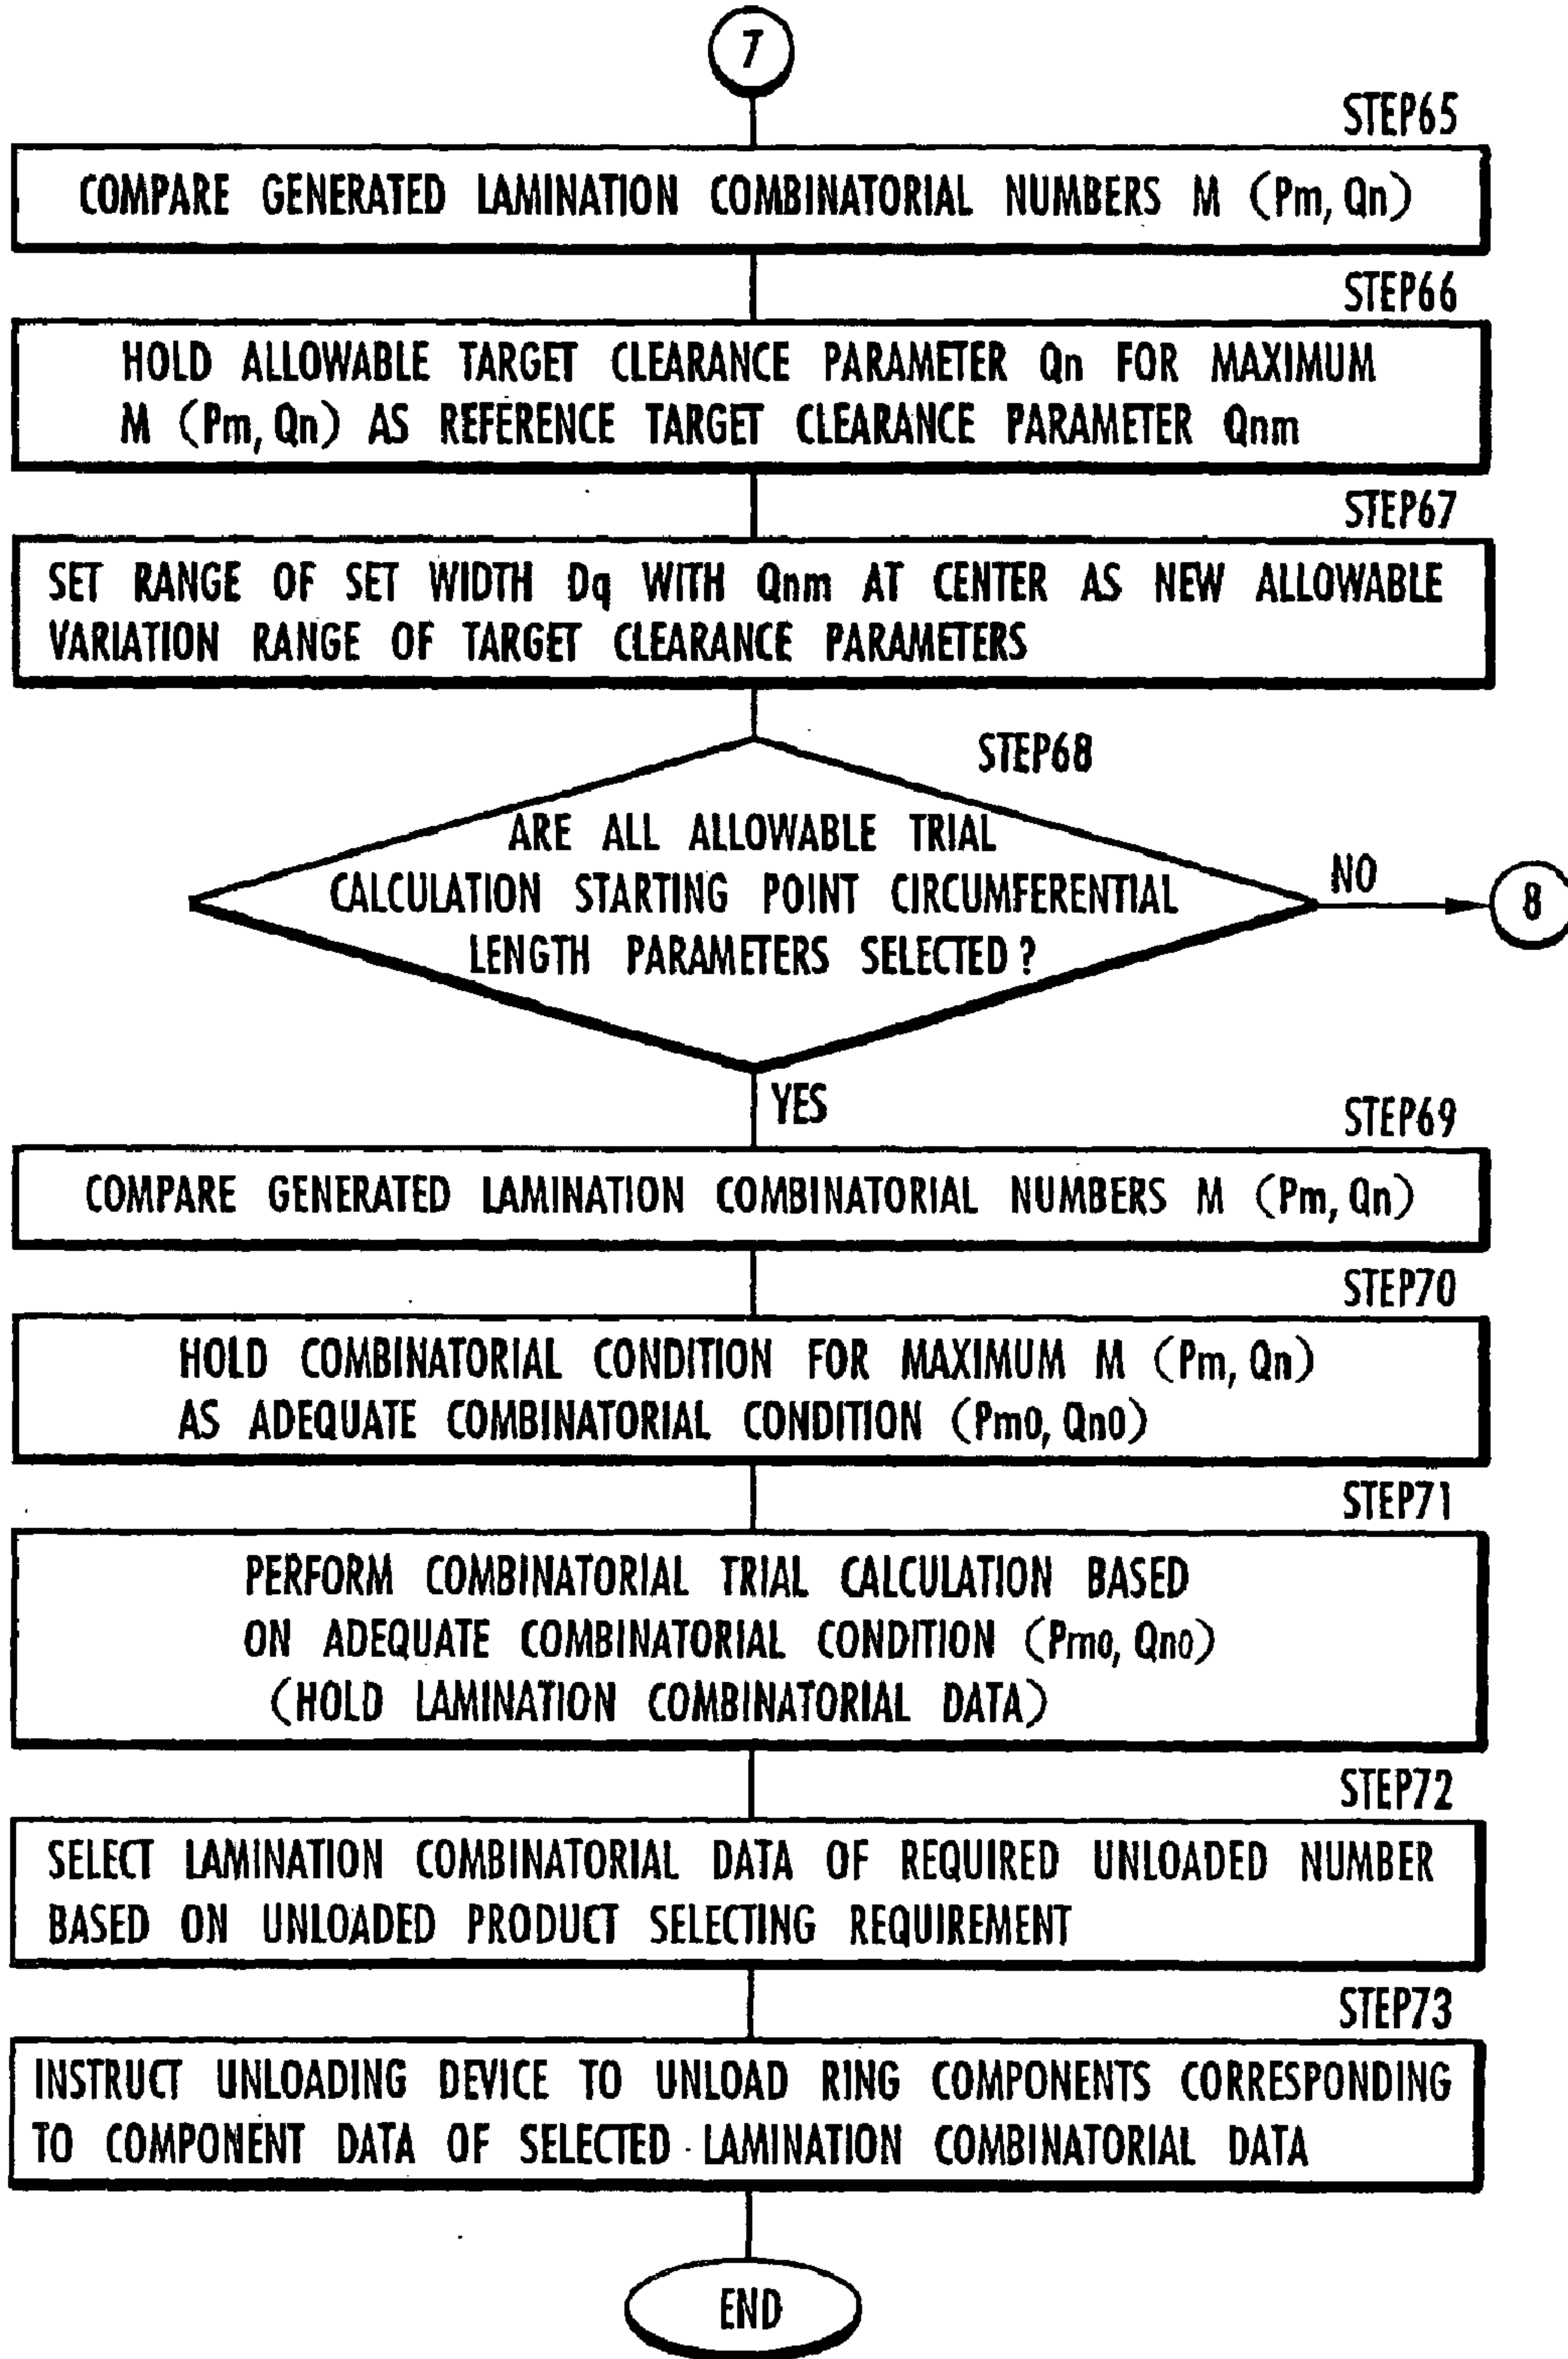 7
STEP65
COMPARE GENERATED LAMINATION COMBINATORIAL NUMBERS M (Pm, Qn)
STEP66
HOLD ALLOWABLE TARGET CLEARANCE PARAMETER Qn FOR MAXIMUM
M (Pm, Qn) AS REFERENCE TARGET CLEARANCE PARAMETER Qnm
STEP67
SET RANGE OF SET WIDTH Dq WITH Qnm AT CENTER AS NEW ALLOWABLE
VARIATION RANGE OF TARGET CLEARANCE PARAMETERS
STEP68
ARE ALL ALLOWABLE TRIAL
CALCULATION STARTING POINT CIRCUMFERENTIAL
LENGTH PARAMETERS SELECTED?
NO
8
YES
STEP69
COMPARE GENERATED LAMINATION COMBINATORIAL NUMBERS M (Pm, Qn)
STEP70
HOLD COMBINATORIAL CONDITION FOR MAXIMUM M (Pm, Qn)
AS ADEQUATE COMBINATORIAL CONDITION (Pm0, Qn0)
STEP71
PERFORM COMBINATORIAL TRIAL CALCULATION BASED
ON ADEQUATE COMBINATORIAL CONDITION (Pm0, Qn0)
(HOLD LAMINATION COMBINATORIAL DATA)
STEP72
SELECT LAMINATION COMBINATORIAL DATA OF REQUIRED UNLOADED NUMBER
BASED ON UNLOADED PRODUCT SELECTING REQUIREMENT
STEP73
INSTRUCT UNLOADING DEVICE TO UNLOAD RING COMPONENTS CORRESPONDING
TO COMPONENT DATA OF SELECTED LAMINATION COMBINATORIAL DATA
END